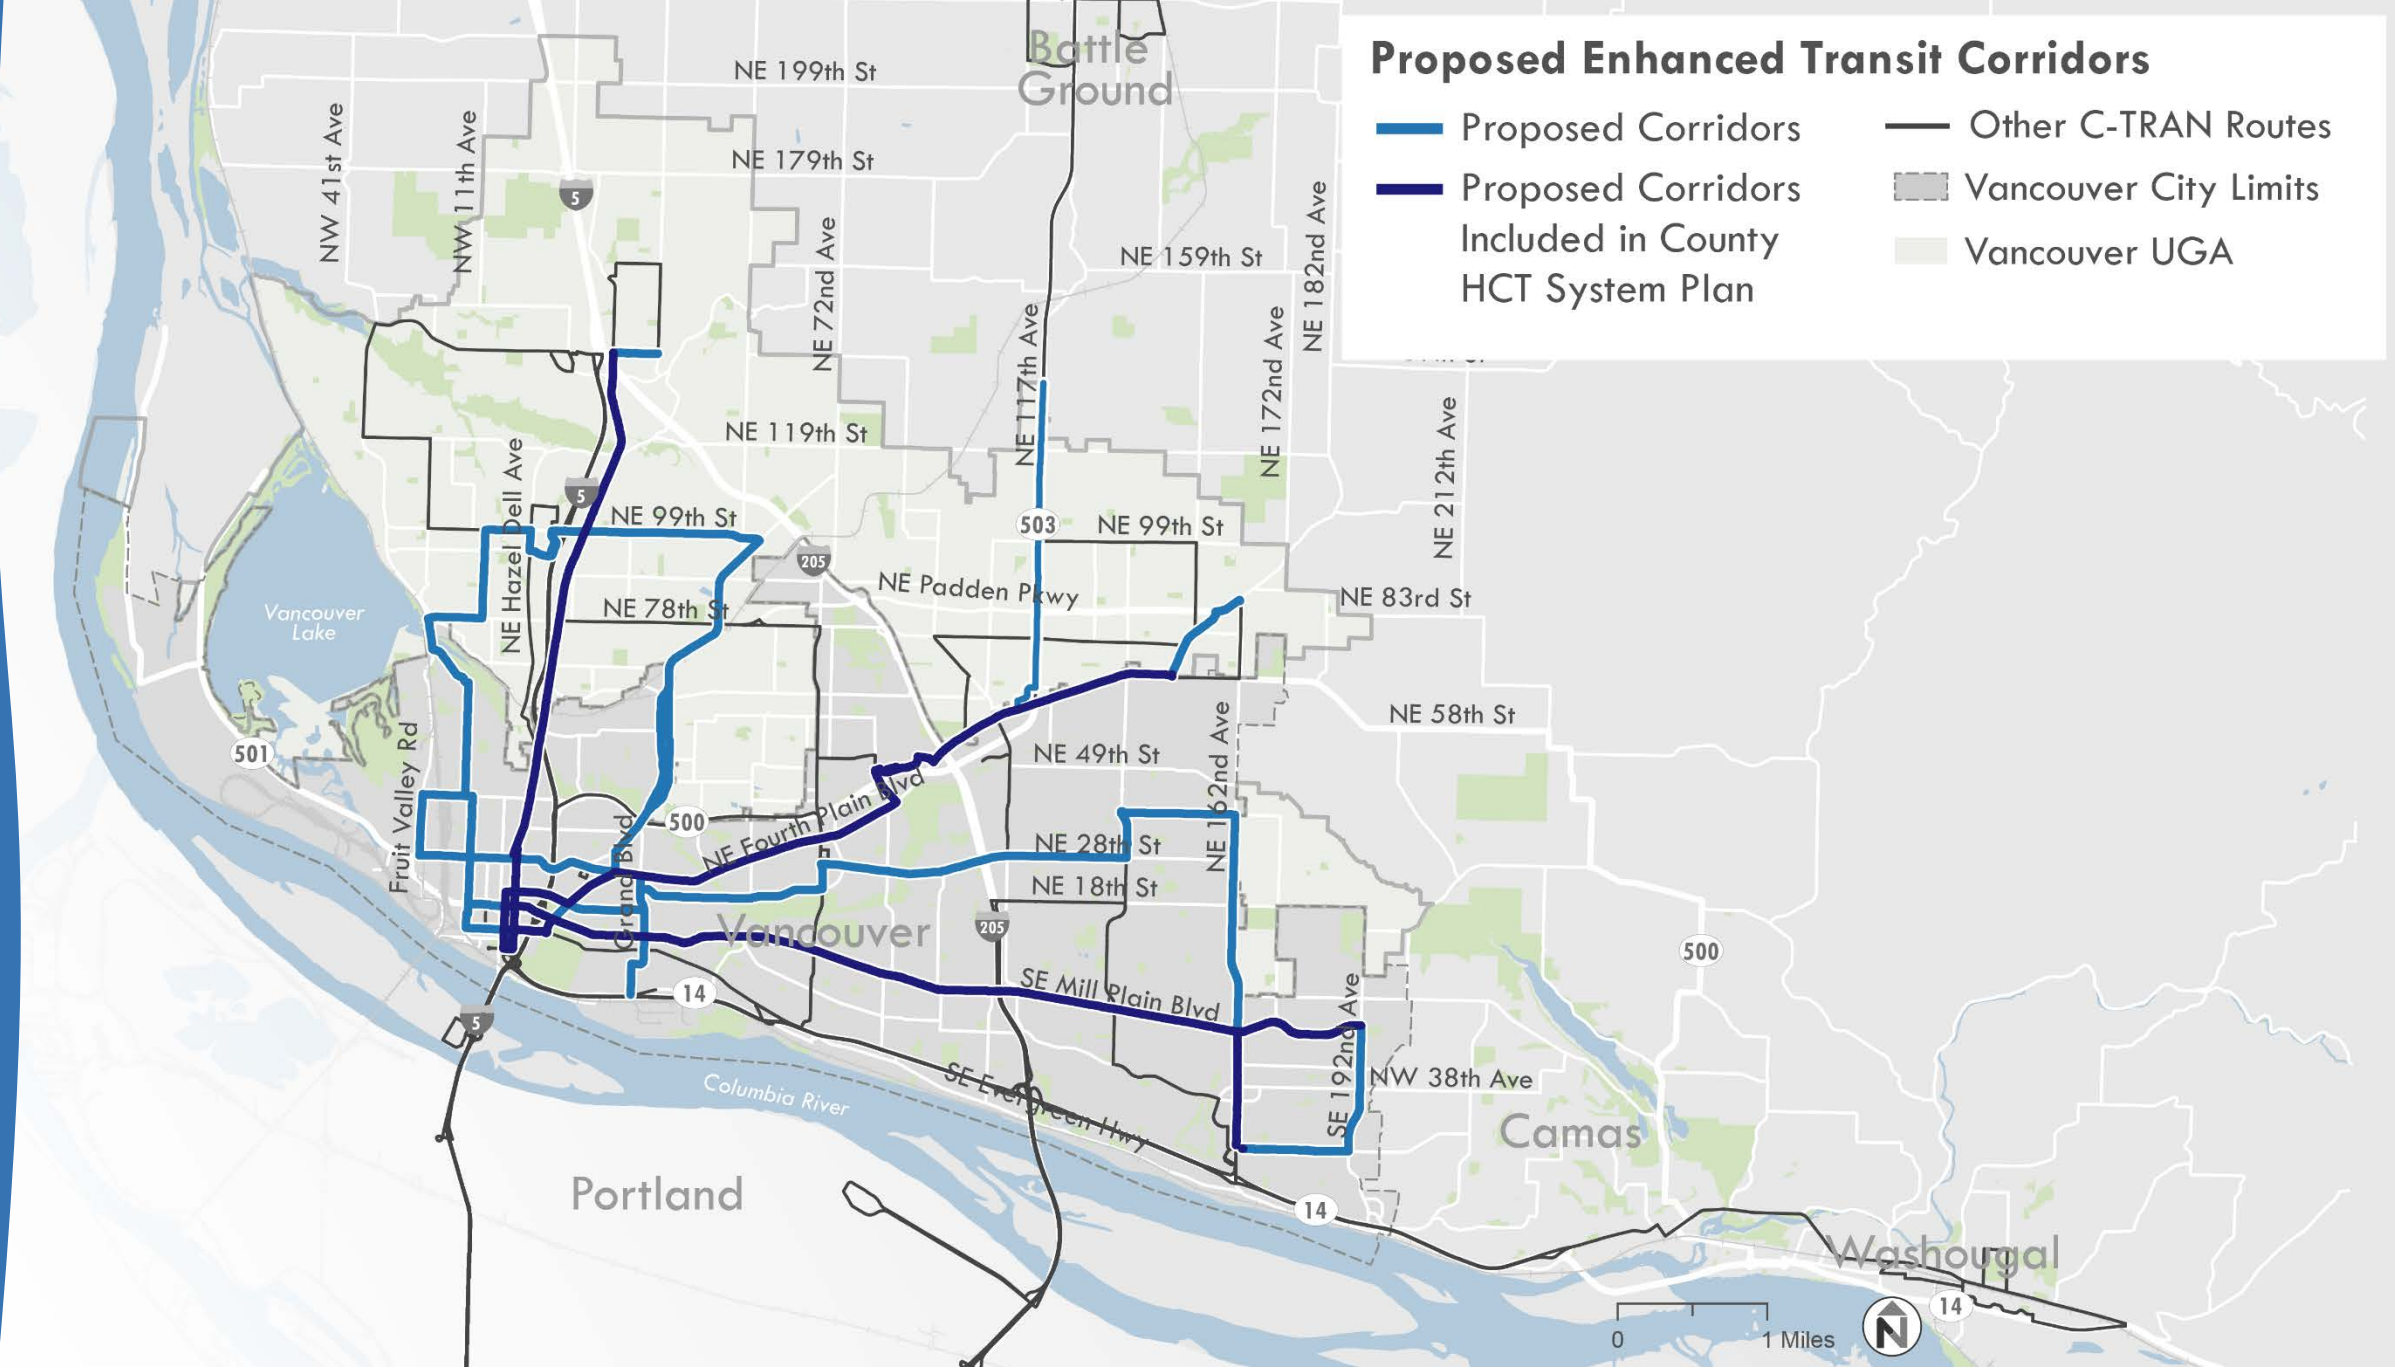 Proposed Enhanced Transit Corridors
Proposed Corridors
Proposed Corridors
Included in County
HCT System Plan
Other C-TRAN Routes
Vancouver City Limits
Vancouver UGA
Battle
Ground
NE 199th St
NW 41st Ave
NW 11th Ave
NE 179th St
5
NE 72nd Ave
NE 159th St
NE 182nd Ave
NE 117th Ave
NE 172nd Ave
NE 119th St
NE 212th Ave
NE Hazel Dell Ave
5
NE 99th St
503
NE 99th St
205
NE Padden Pkwy
NE 83rd St
NE 78th St
Vancouver
Lake
NE 58th St
501
Fruit Valley Rd
NE 49th St
NE 162nd Ave
NE Fourth Plain Blvd
500
Grand Blvd
NE 28th St
NE 18th St
Vancouver
205
500
14
SE Mill Plain Blvd
SE 192nd Ave
5
NW 38th Ave
SE Evergreen Hwy
Columbia River
Camas
Portland
14
Washougal
14
0
1 Miles
N